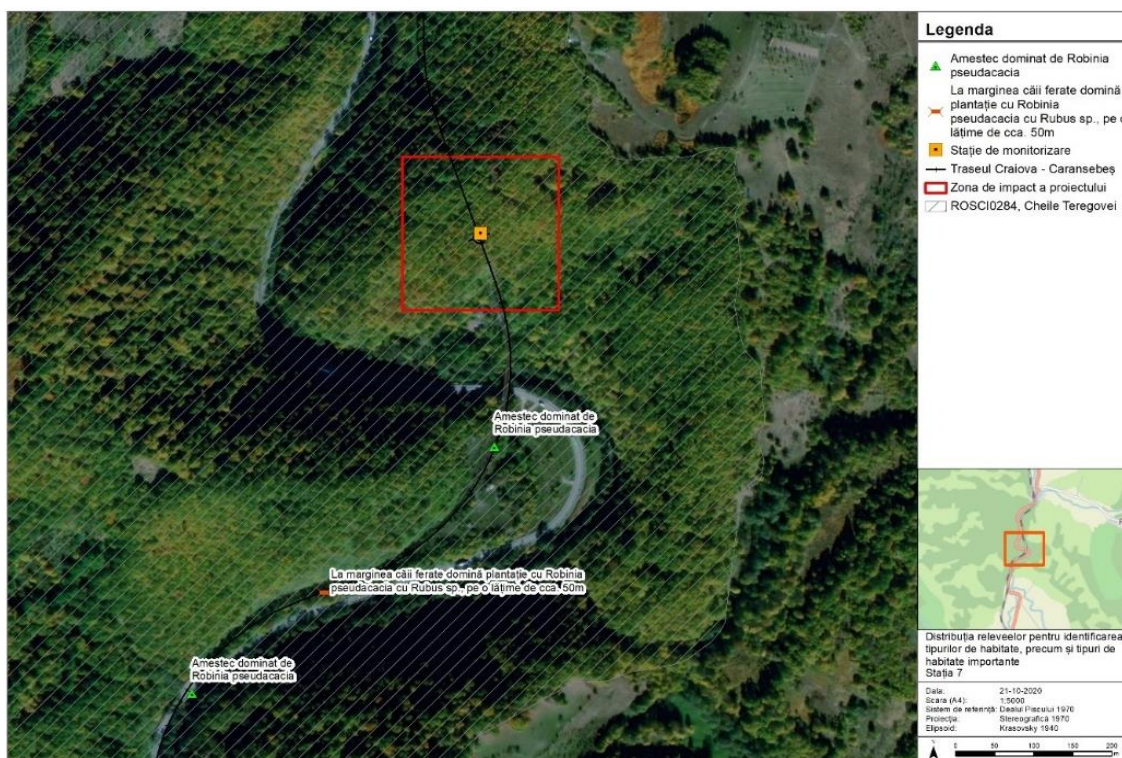 Amestec dominat de
Robinia pseudacacia
La marginea căii ferate domină plantație cu Robinia
pseudacacia cu Rubus sp., pe o lățime de cca. 50m
Amestec dominat de
Robinia pseudacacia
Legenda
Amestec dominat de Robinia
pseudacacia
La marginea căii ferate domină
plantație cu Robinia
pseudacacia cu Rubus sp., pe o
lățime de cca. 50m
Stație de monitorizare
Traseul Craiova - Caransebeș
Zona de impact a proiectului
ROSCI0284, Cheile Teregovei
Distribuția releveelor pentru identificarea
tipurilor de habitate, precum și tipuri de
habitate importante
Stația 7
Data: 21-10-2020
Scara (A4): 1:5000
Sistem de referință: Dealul Piscului 1970
Proiecția: Stereografică 1970
Elipsoid: Krasovsky 1940
N
0 50 100 150 200
m